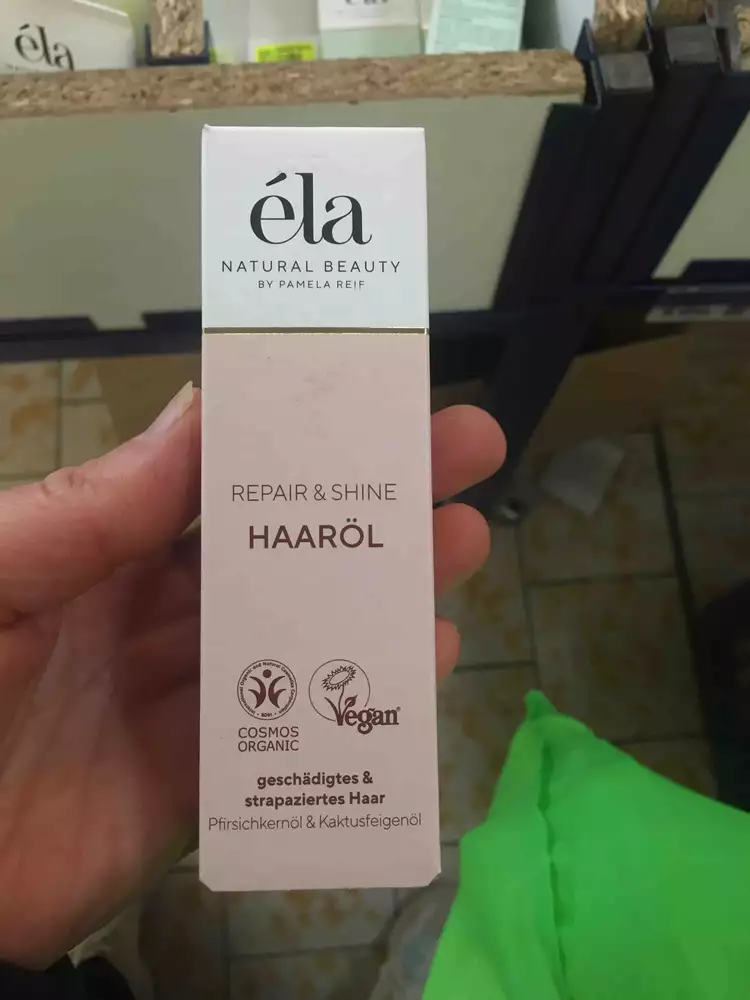 éla
éla
NATURAL BEAUTY
BY PAMELA REIF
REPAIR & SHINE
HAARÖL
COSMOS
ORGANIC
Vegan
geschädigtes &
strapaziertes Haar
Pfirsichkernöl & Kaktusfeigenöl